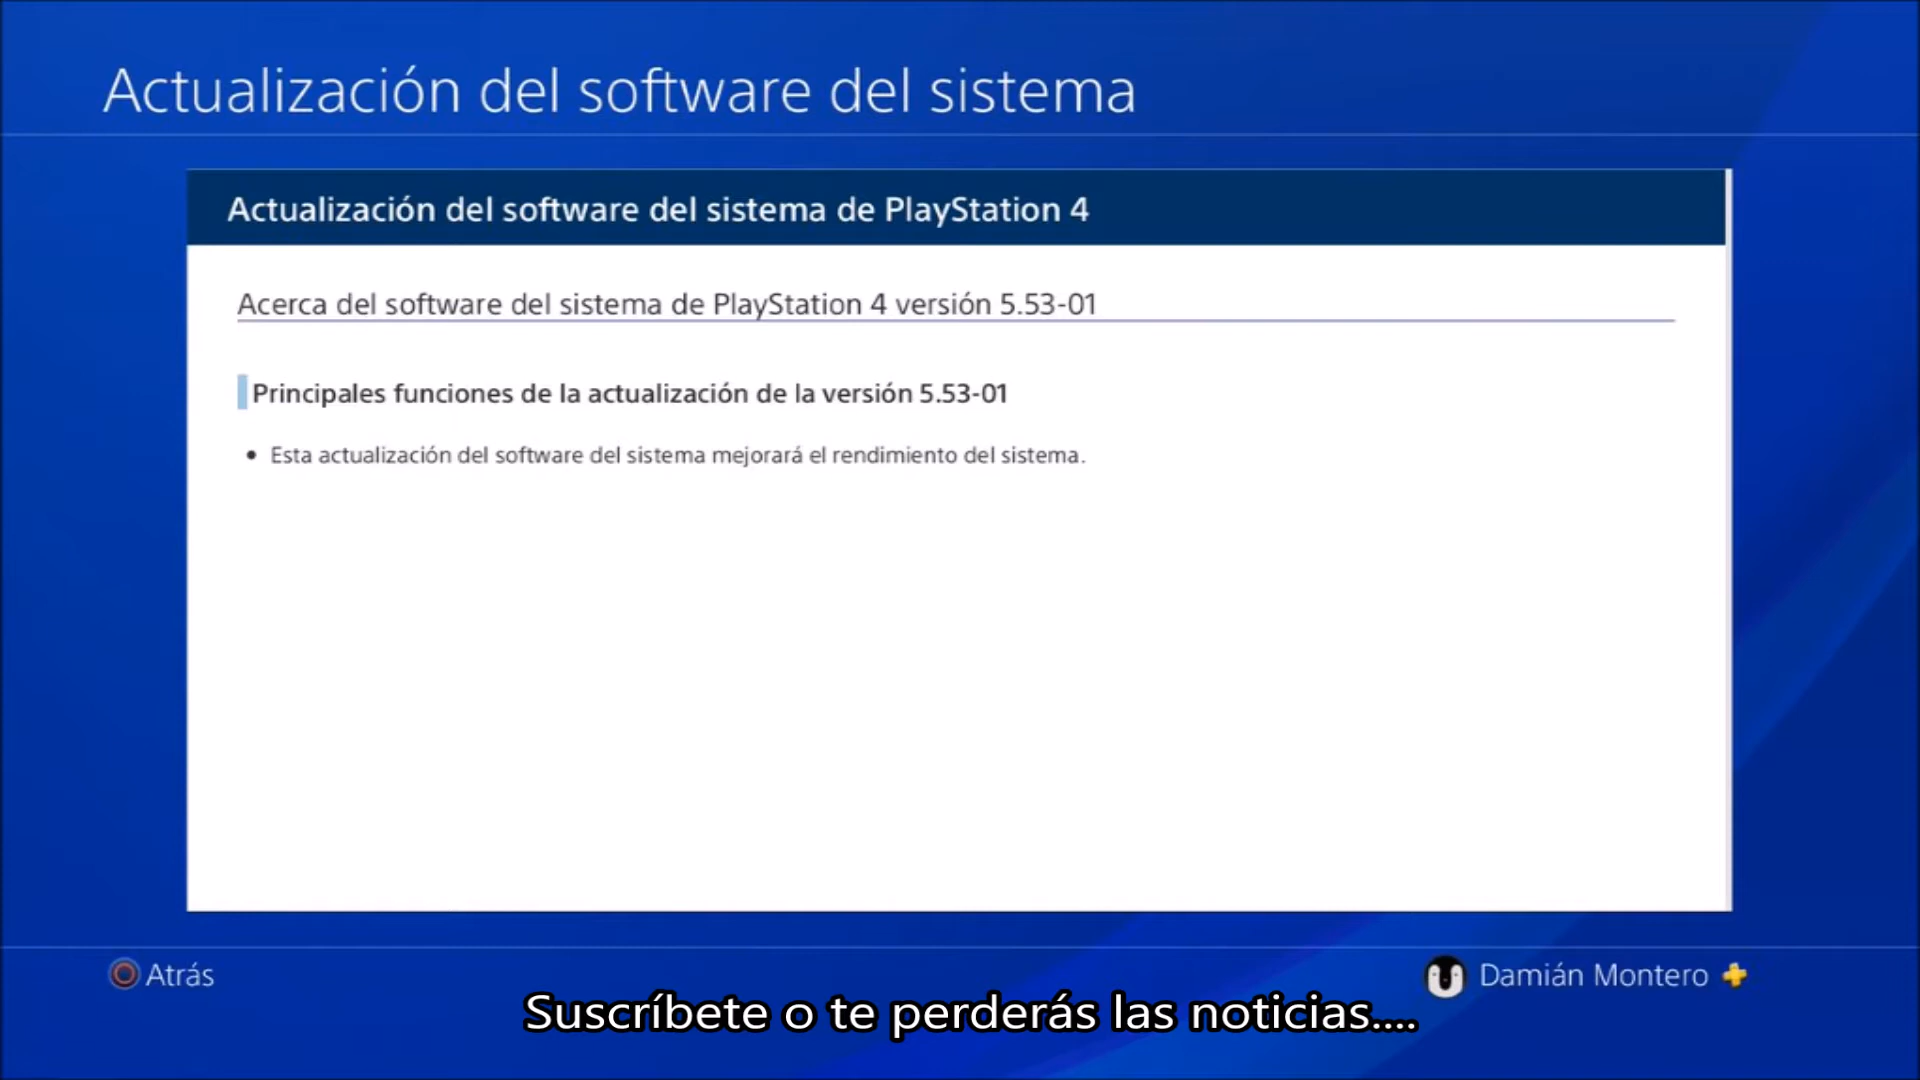 Actualización del software del sistema
Actualización del software del sistema de PlayStation 4
Acerca del software del sistema de PlayStation 4 versión 5.53-01
Principales funciones de la actualización de la versión 5.53-01
• Esta actualización del software del sistema mejorará el rendimiento del sistema.
Atrás
Damián Montero
Suscríbete o te perderás las noticias....